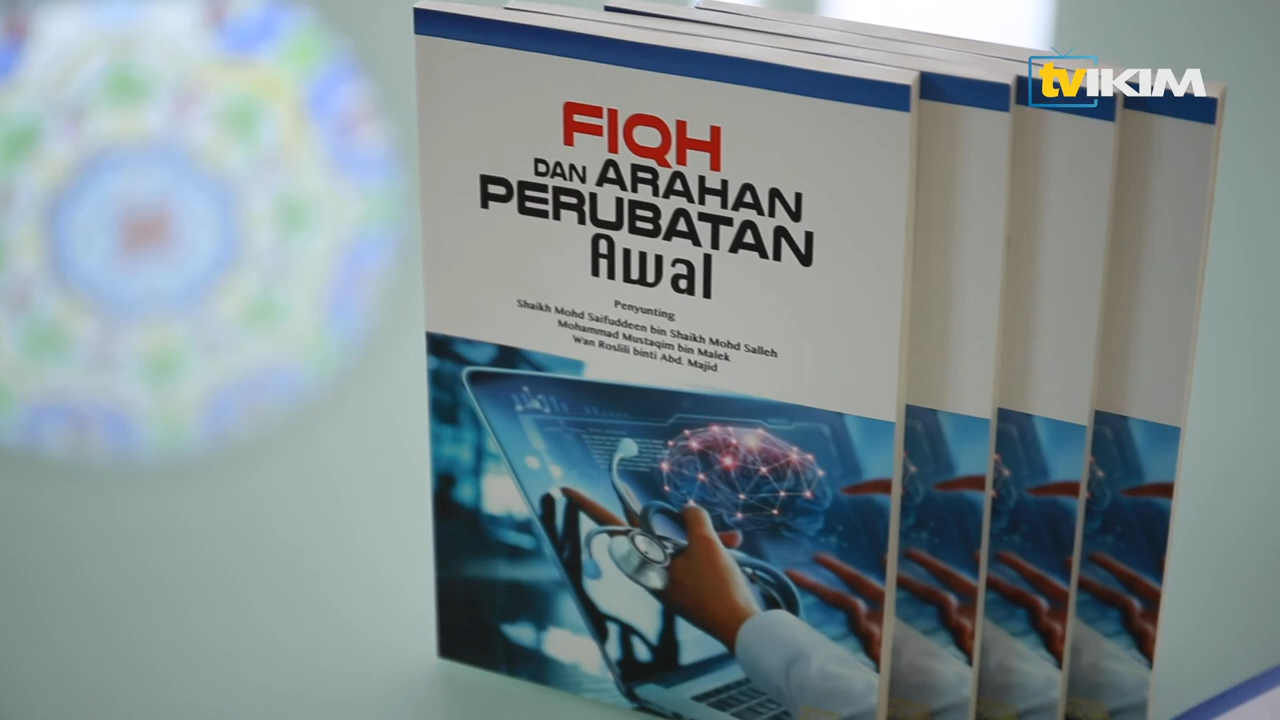 tvIKIM
FIQH
DAN ARAHAN
PERUBATAN
Awal
Penyunting
Shaikh Mohd Saifuddeen bin Shaikh Mohd Salleh
Mohammad Mustaqim bin Malek
Wan Roslili binti Abd. Majid